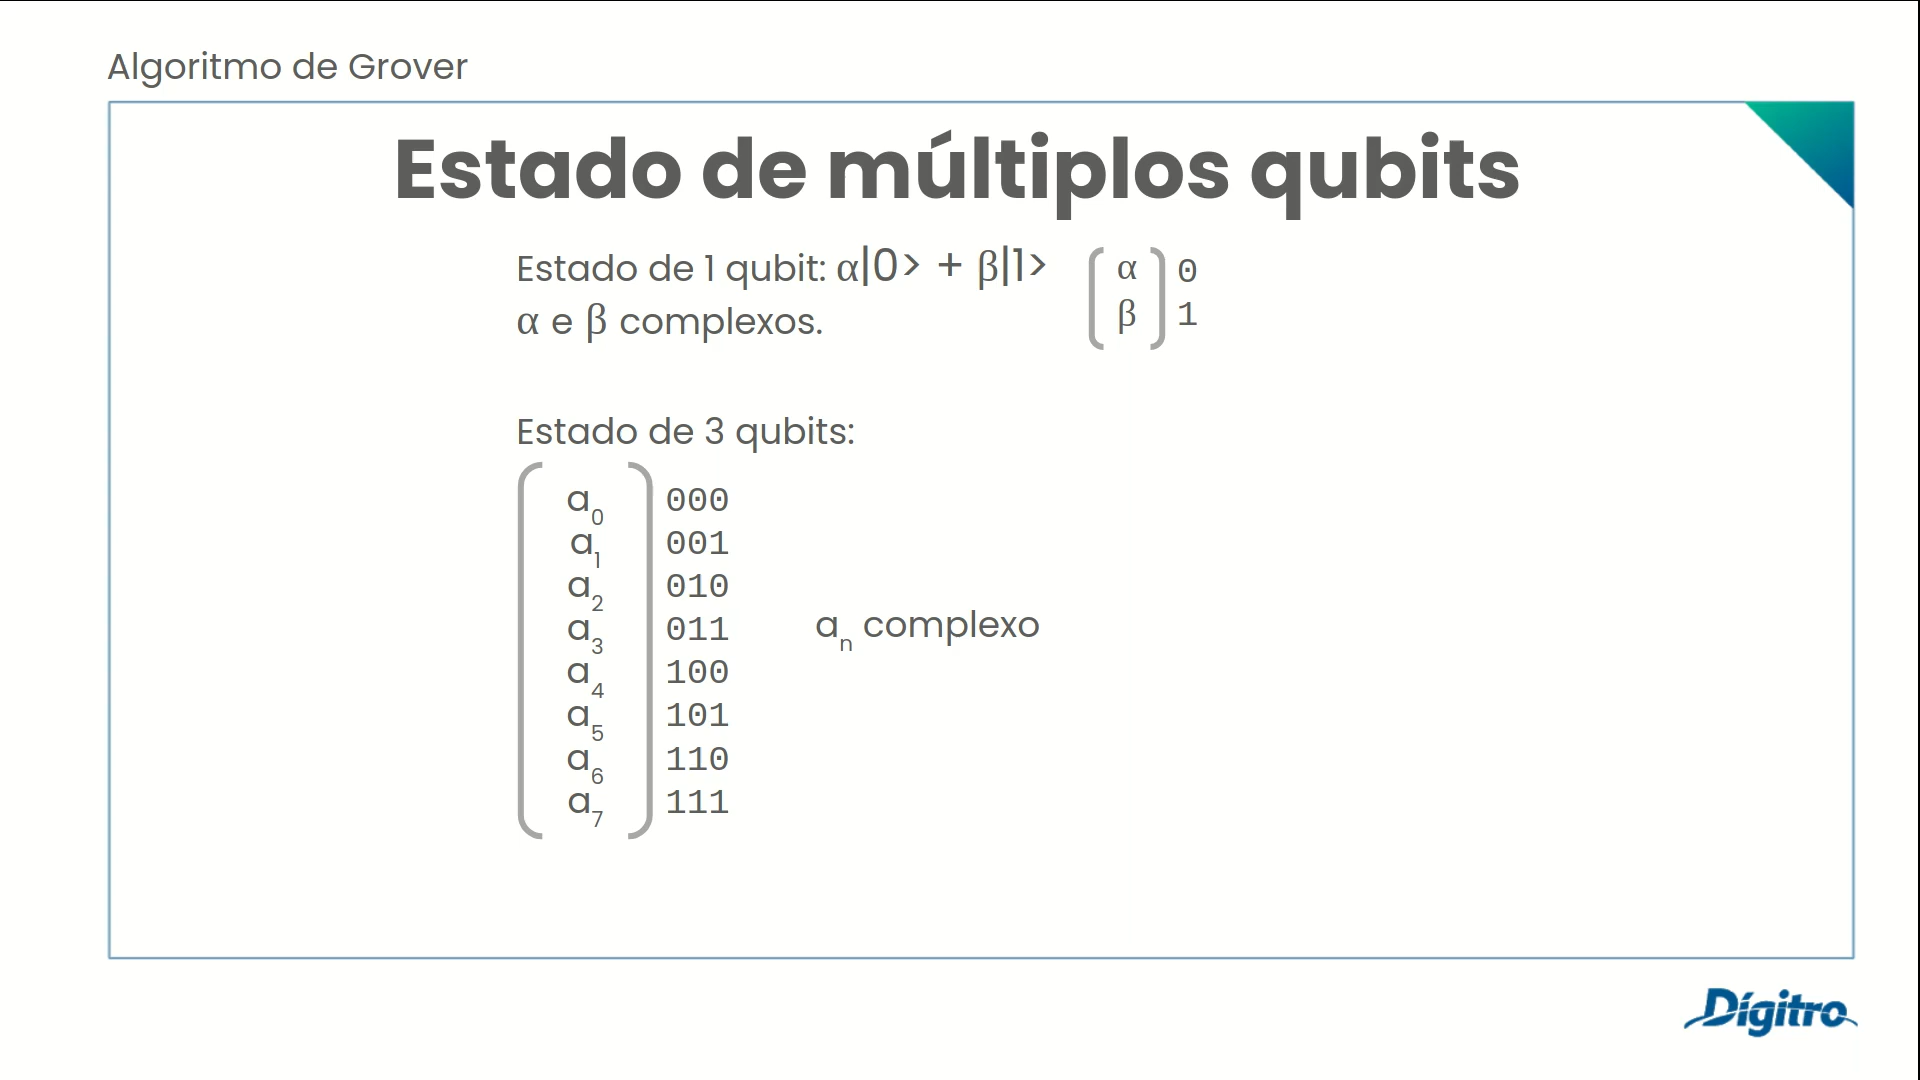 Algoritmo de Grover
Estado de múltiplos qubits
Estado de 1 qubit: α|0> + β|1>
α e β complexos.
α 0
β 1
Estado de 3 qubits:
a0 000
a1 001
a2 010
a3 011
a4 100
a5 101
a6 110
a7 111
an complexo
Dígitro